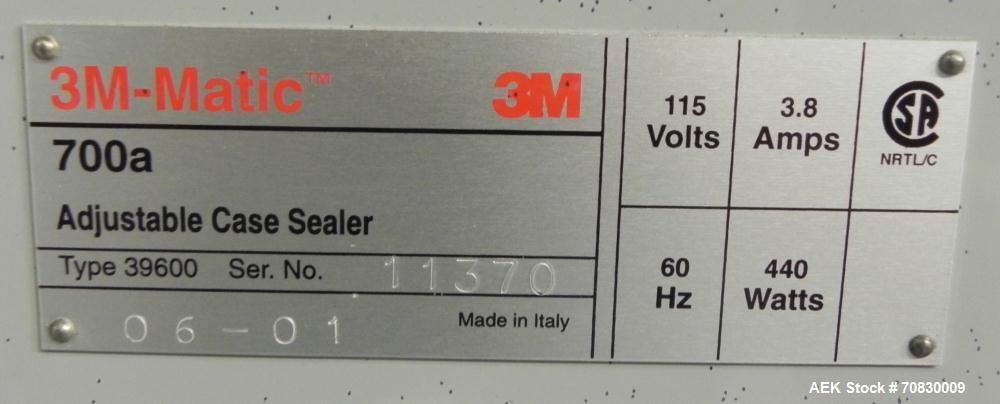 3M-Matic™ 3M
700a
Adjustable Case Sealer
Type 39600 Ser. No. 11370
06-01 Made in Italy
115 Volts
3.8 Amps
CSA
NRTL/C
60 Hz
440 Watts
AEK Stock # 70830009